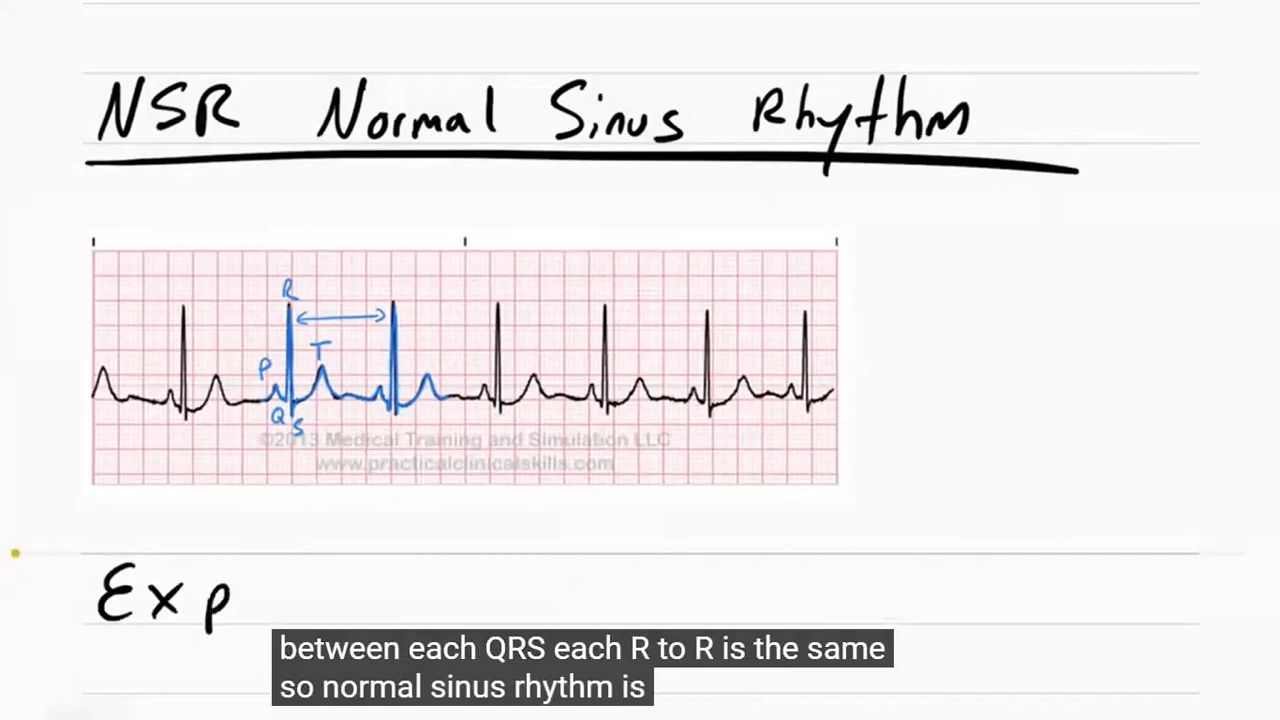 NSR Normal Sinus Rhythm
R
T
P
Q
S
©2013 Medical Training and Simulation LLC
www.practicalclinicalskills.com
Exp
between each QRS each R to R is the same
so normal sinus rhythm is